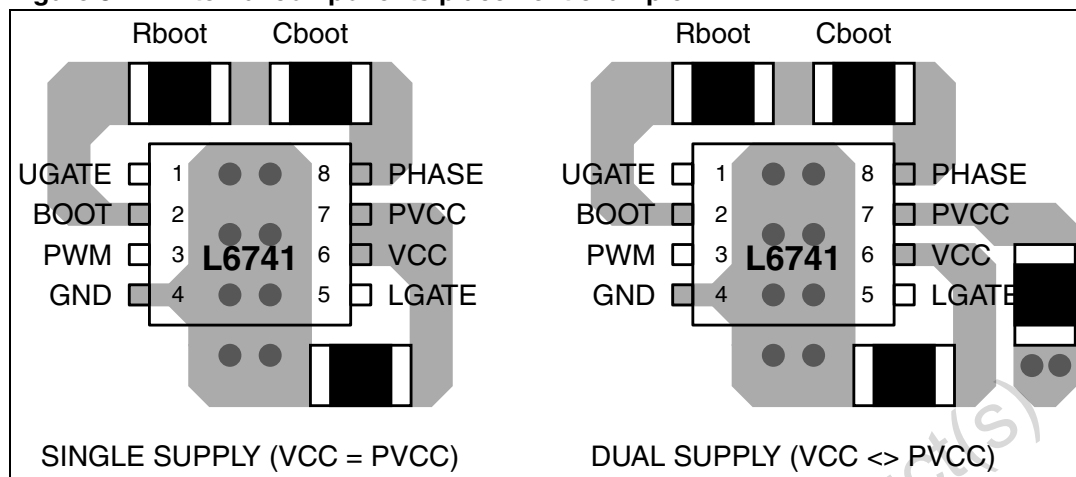 Rboot Cboot
UGATE 1 8 PHASE
BOOT 2 7 PVCC
PWM 3 L6741 6 VCC
GND 4 5 LGATE
SINGLE SUPPLY (VCC = PVCC)
Rboot Cboot
UGATE 1 8 PHASE
BOOT 2 7 PVCC
PWM 3 L6741 6 VCC
GND 4 5 LGATE
DUAL SUPPLY (VCC <> PVCC)